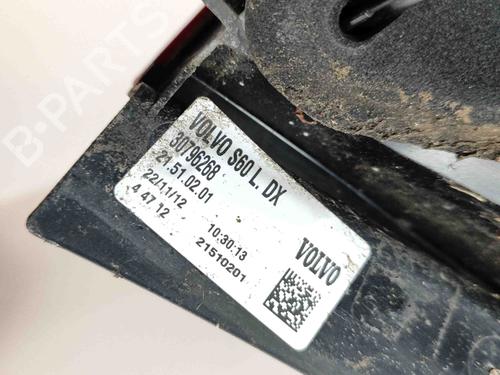 B-PARTS
VOLVO S60 L. DX
30796268
21.51.02.01
22/11/12 10:30:13
4 47 12 21510201
VOLVO